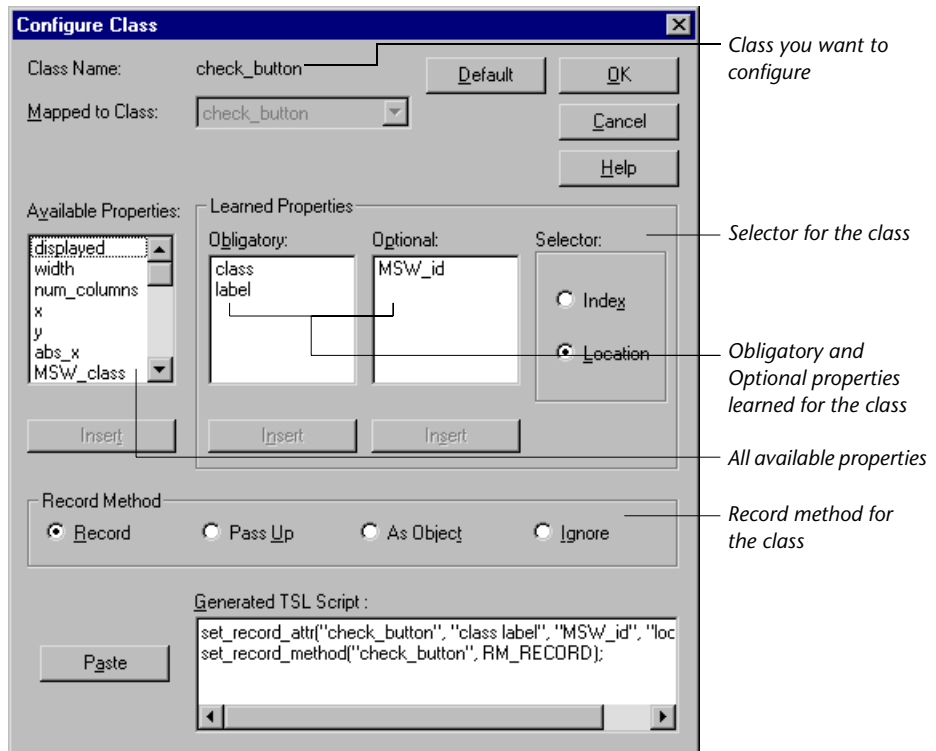 Configure Class
Class Name: check_button
Default
OK
Mapped to Class: check_button
Cancel
Help
Available Properties:
displayed
width
num_columns
x
y
abs_x
MSW_class
Insert
Learned Properties
Obligatory:
class
label
Insert
Optional:
MSW_id
Insert
Selector:
Index
Location
Record Method
Record
Pass Up
As Object
Ignore
Generated TSL Script :
set_record_attr("check_button", "class label", "MSW_id", "loc
set_record_method("check_button", RM_RECORD);
Paste
Class you want to
configure
Selector for the class
Obligatory and
Optional properties
learned for the class
All available properties
Record method for
the class